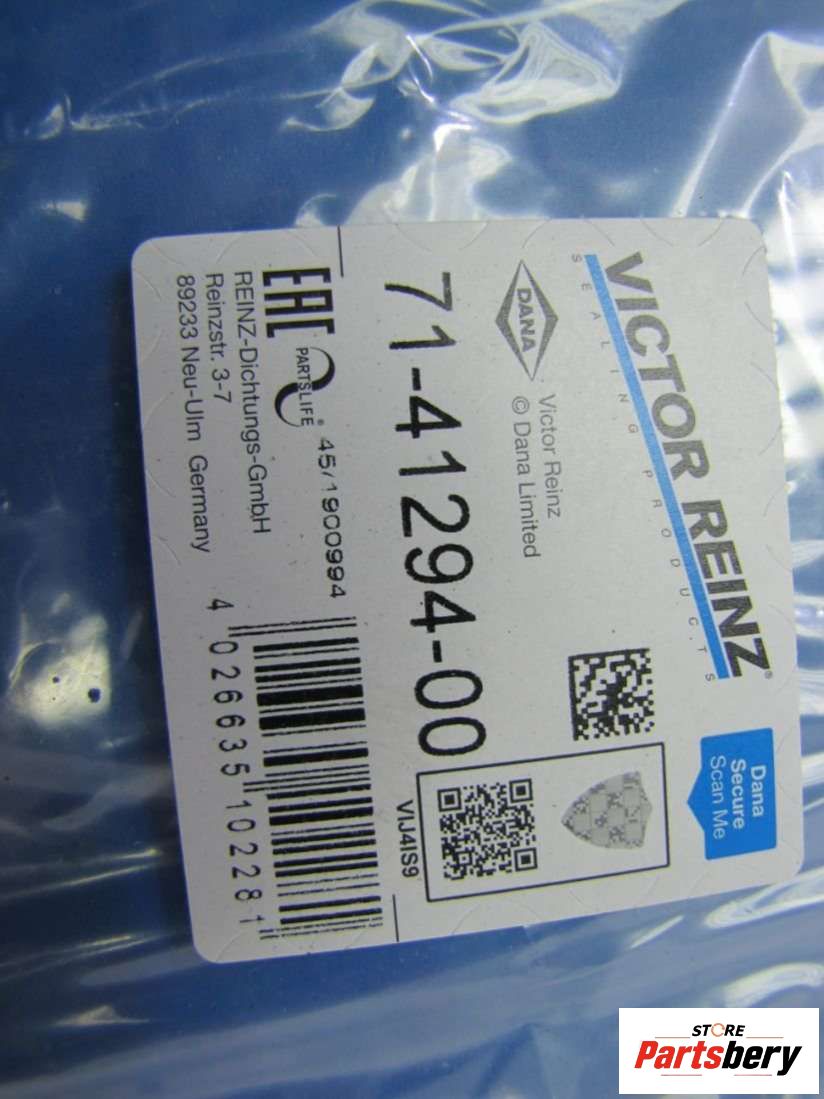 VICTOR REINZ®
SEALING PRODUCTS
DANA
Victor Reinz
© Dana Limited
Dana
Secure
Scan Me
71-41294-00
VIJ4IS9
EAC
PARTSLIFE®
45/1900994
REINZ-Dichtungs-GmbH
Reinzstr. 3-7
89233 Neu-Ulm Germany
4 026635 102281
STORE
Partsbery